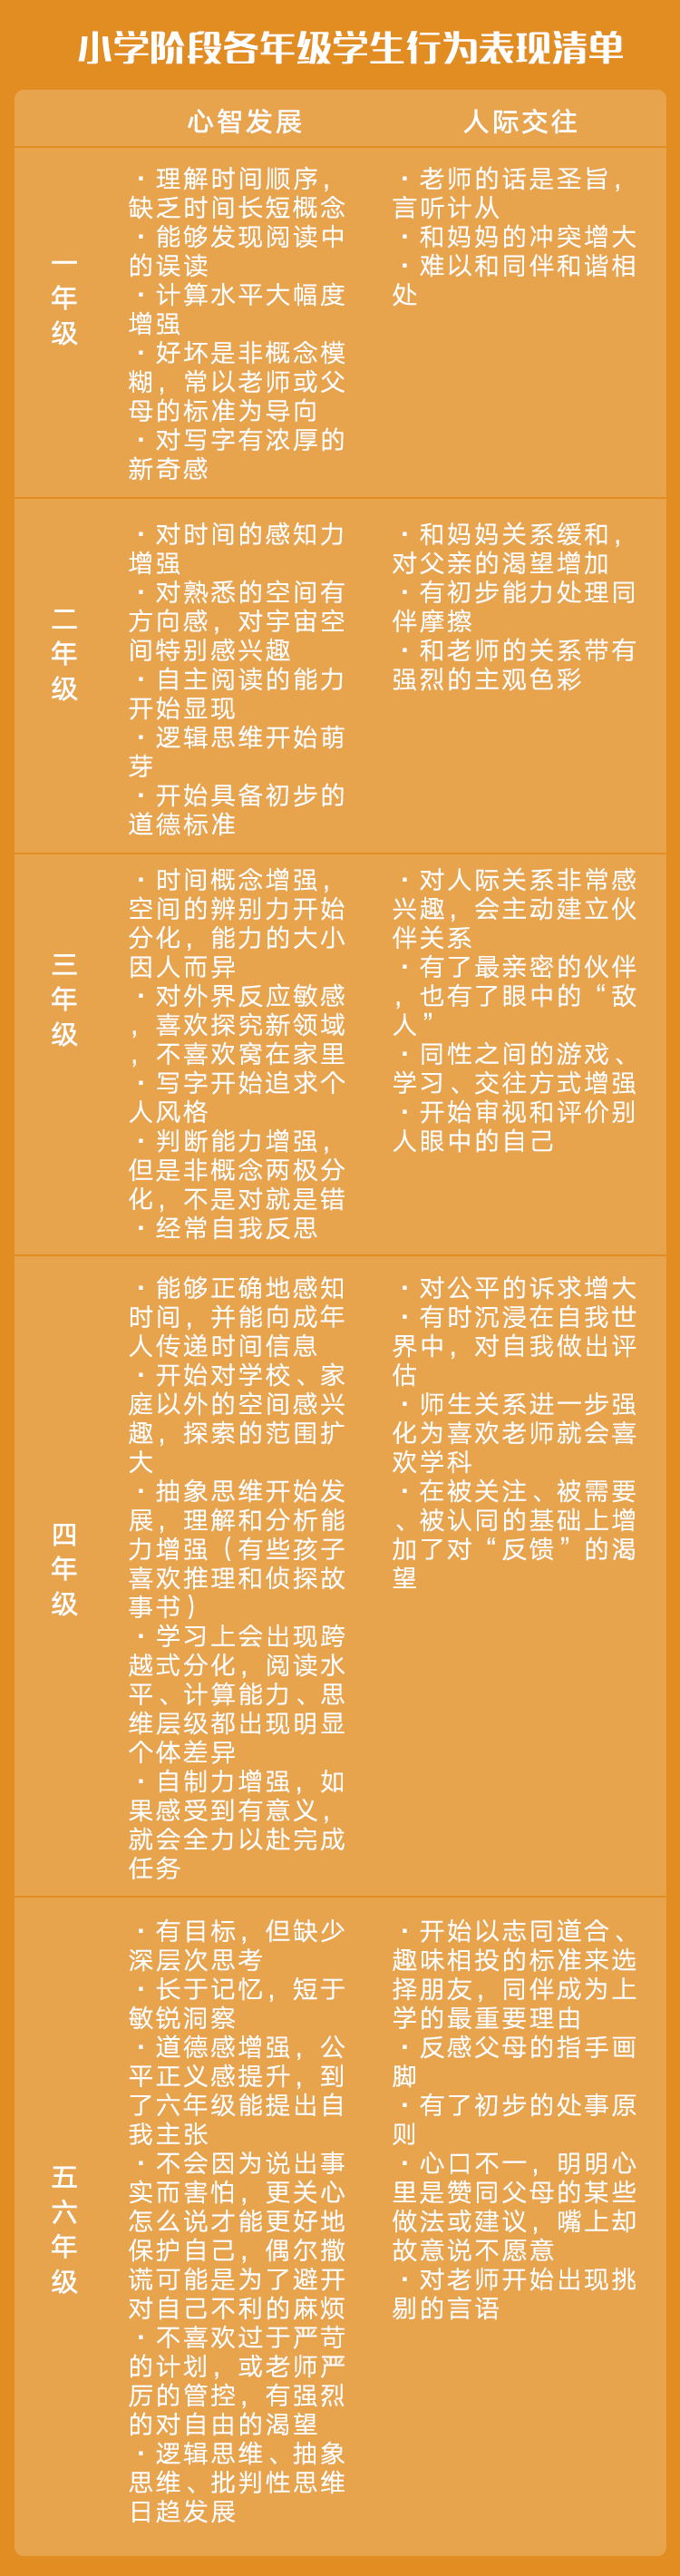 小学阶段各年级学生行为表现清单
心智发展
人际交往
一年级
·理解时间顺序，
缺乏时间长短概念
·能够发现阅读中
的误读
·计算水平大幅度
增强
·好坏是非概念模
糊，常以老师或父
母的标准为导向
·对写字有浓厚的
新奇感
·老师的话是圣旨，
言听计从
·和妈妈的冲突增大
·难以和同伴和谐相
处
二年级
·对时间的感知力
增强
·对熟悉的空间有
方向感，对宇宙空
间特别感兴趣
·自主阅读的能力
开始显现
·逻辑思维开始萌
芽
·开始具备初步的
道德标准
·和妈妈关系缓和，
对父亲的渴望增加
·有初步能力处理同
伴摩擦
·和老师的关系带有
强烈的主观色彩
三年级
·时间概念增强，
空间的辨别力开始
分化，能力的大小
因人而异
·对外界反应敏感
，喜欢探究新领域
，不喜欢窝在家里
·写字开始追求个
人风格
·判断能力增强，
但是非概念两极分
化，不是对就是错
·经常自我反思
·对人际关系非常感
兴趣，会主动建立伙
伴关系
·有了最亲密的伙伴
，也有了眼中的“敌
人”
·同性之间的游戏、
学习、交往方式增强
·开始审视和评价别
人眼中的自己
四年级
·能够正确地感知
时间，并能向成年
人传递时间信息
·开始对学校、家
庭以外的空间感兴
趣，探索的范围扩
大
·抽象思维开始发
展，理解和分析能
力增强（有些孩子
喜欢推理和侦探故
事书）
·学习上会出现跨
越式分化，阅读水
平、计算能力、思
维层级都出现明显
个体差异
·自制力增强，如
果感受到有意义，
就会全力以赴完成
任务
·对公平的诉求增大
·有时沉浸在自我世
界中，对自我做出评
估
·师生关系进一步强
化为喜欢老师就会喜
欢学科
·在被关注、被需要
、被认同的基础上增
加了对“反馈”的渴
望
五六年级
·有目标，但缺少
深层次思考
·长于记忆，短于
敏锐洞察
·道德感增强，公
平正义感提升，到
了六年级能提出自
我主张
·不会因为说出事
实而害怕，更关心
怎么说才能更好地
保护自己，偶尔撒
谎可能是为了避开
对自己不利的麻烦
·不喜欢过于严苛
的计划，或老师严
厉的管控，有强烈
的对自由的渴望
·逻辑思维、抽象
思维、批判性思维
日趋发展
·开始以志同道合、
趣味相投的标准来选
择朋友，同伴成为上
学的最重要理由
·反感父母的指手画
脚
·有了初步的处事原
则
·心口不一，明明心
里是赞同父母的某些
做法或建议，嘴上却
故意说不愿意
·对老师开始出现挑
剔的言语